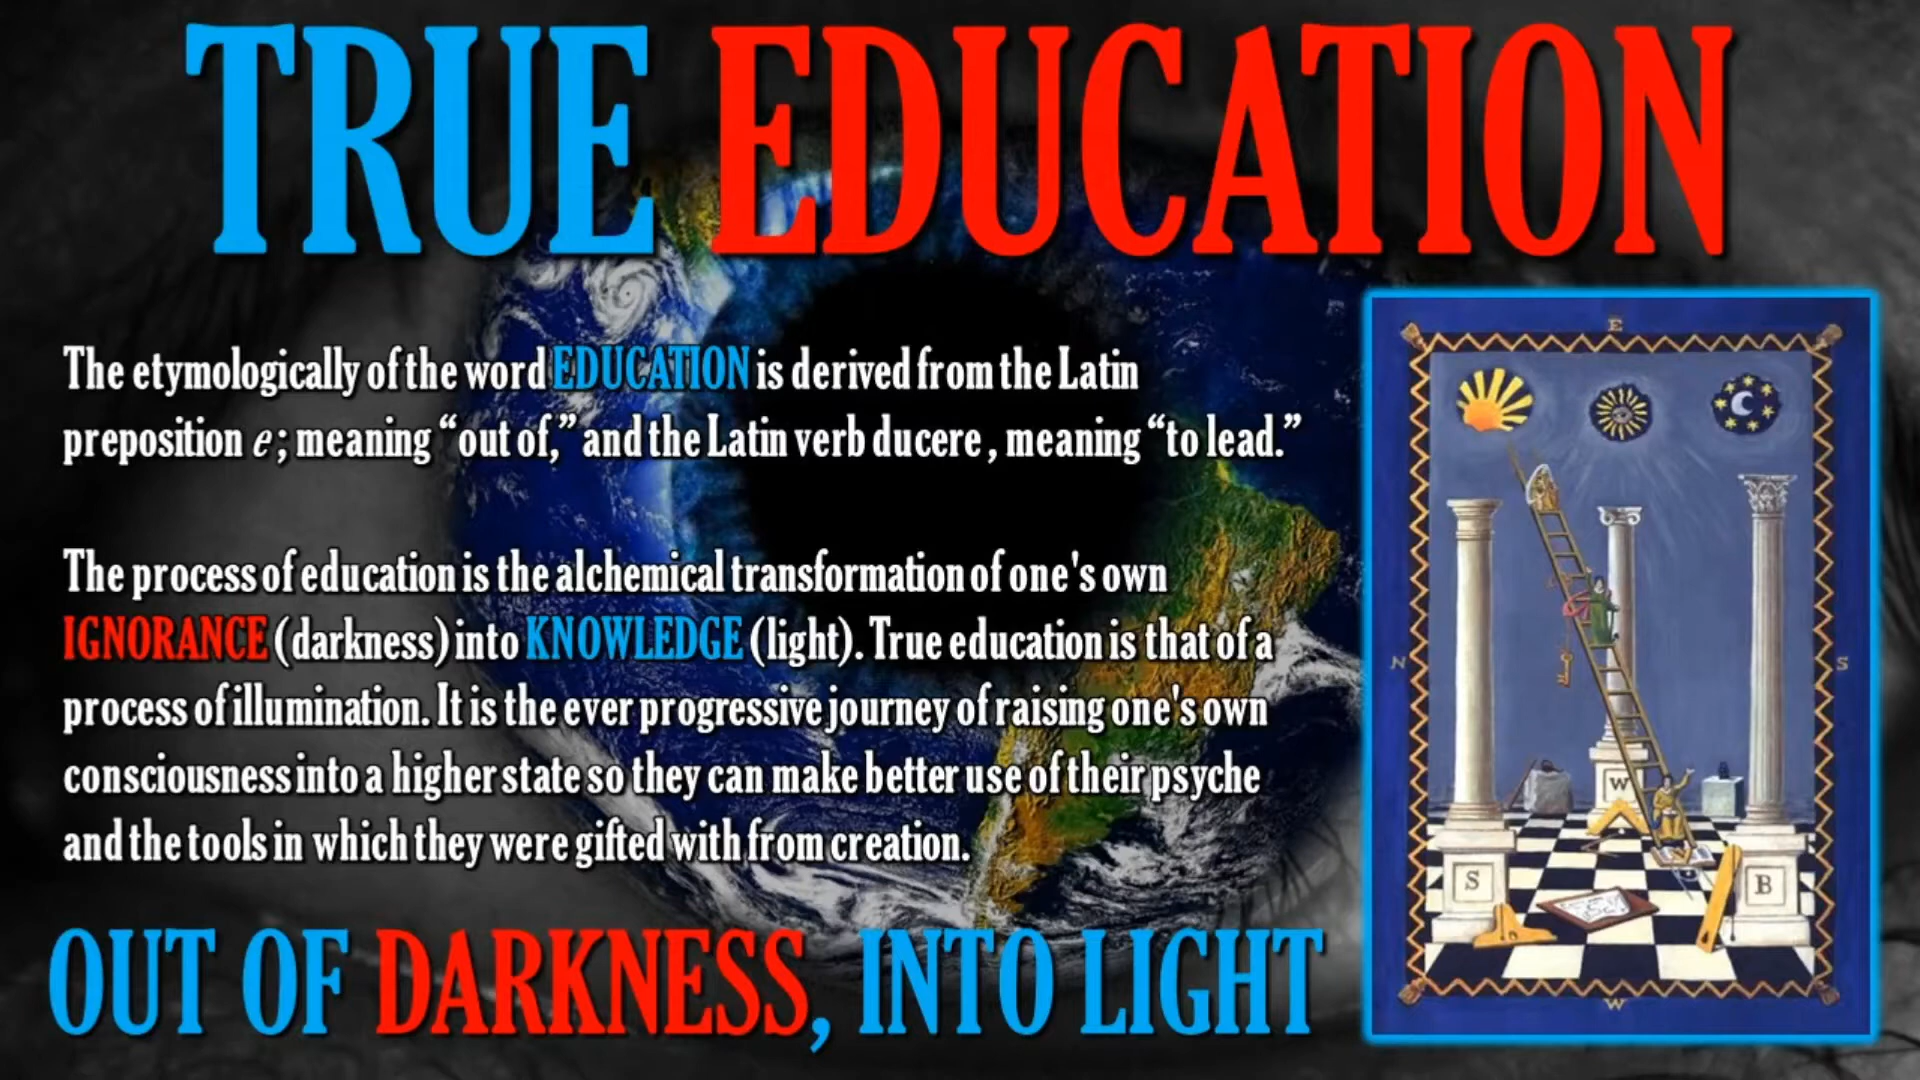 TRUE EDUCATION
The etymologically of the word EDUCATION is derived from the Latin
preposition e; meaning “out of,” and the Latin verb ducere, meaning “to lead.”
The process of education is the alchemical transformation of one's own
IGNORANCE (darkness) into KNOWLEDGE (light). True education is that of a
process of illumination. It is the ever progressive journey of raising one's own
consciousness into a higher state so they can make better use of their psyche
and the tools in which they were gifted with from creation.
OUT OF DARKNESS, INTO LIGHT
E
N
S
W
S
B
W